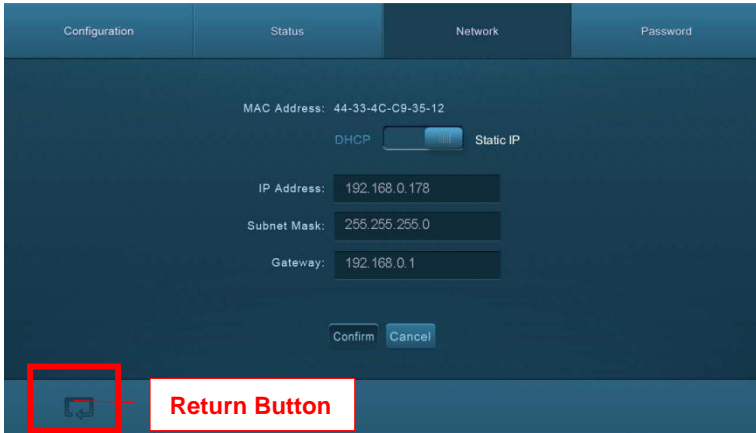 Configuration Status Network Password
MAC Address: 44-33-4C-C9-35-12
DHCP Static IP
IP Address: 192.168.0.178
Subnet Mask: 255.255.255.0
Gateway: 192.168.0.1
Confirm Cancel
Return Button